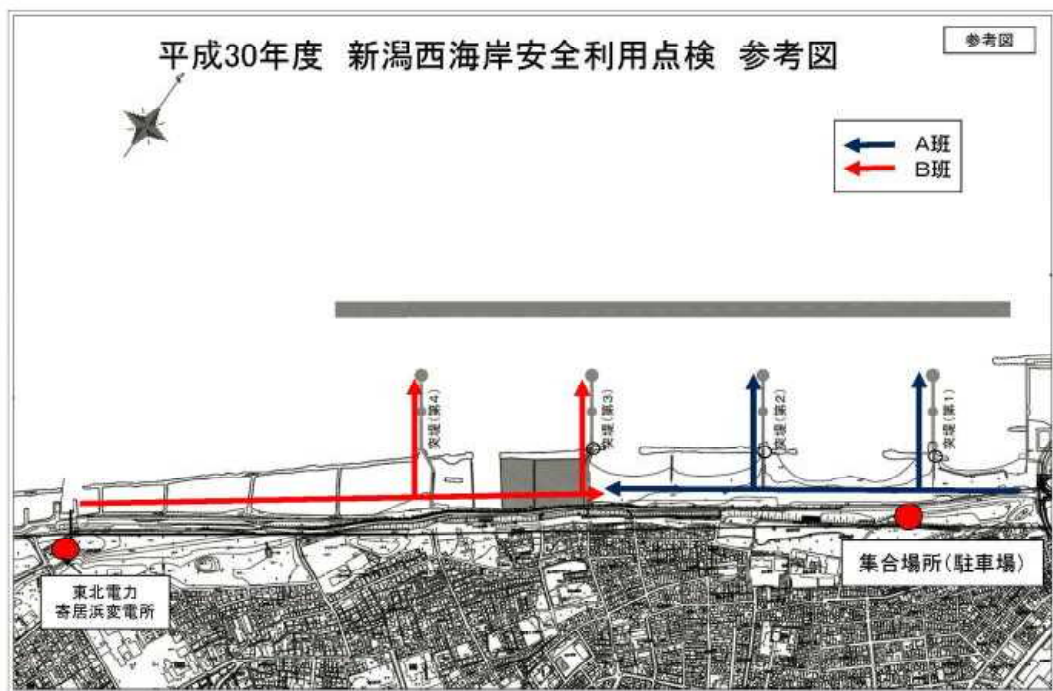 平成30年度 新潟西海岸安全利用点検 参考図
参考図
A班
B班
突堤(第4)
突堤(第3)
突堤(第2)
突堤(第1)
東北電力
寄居浜変電所
集合場所(駐車場)